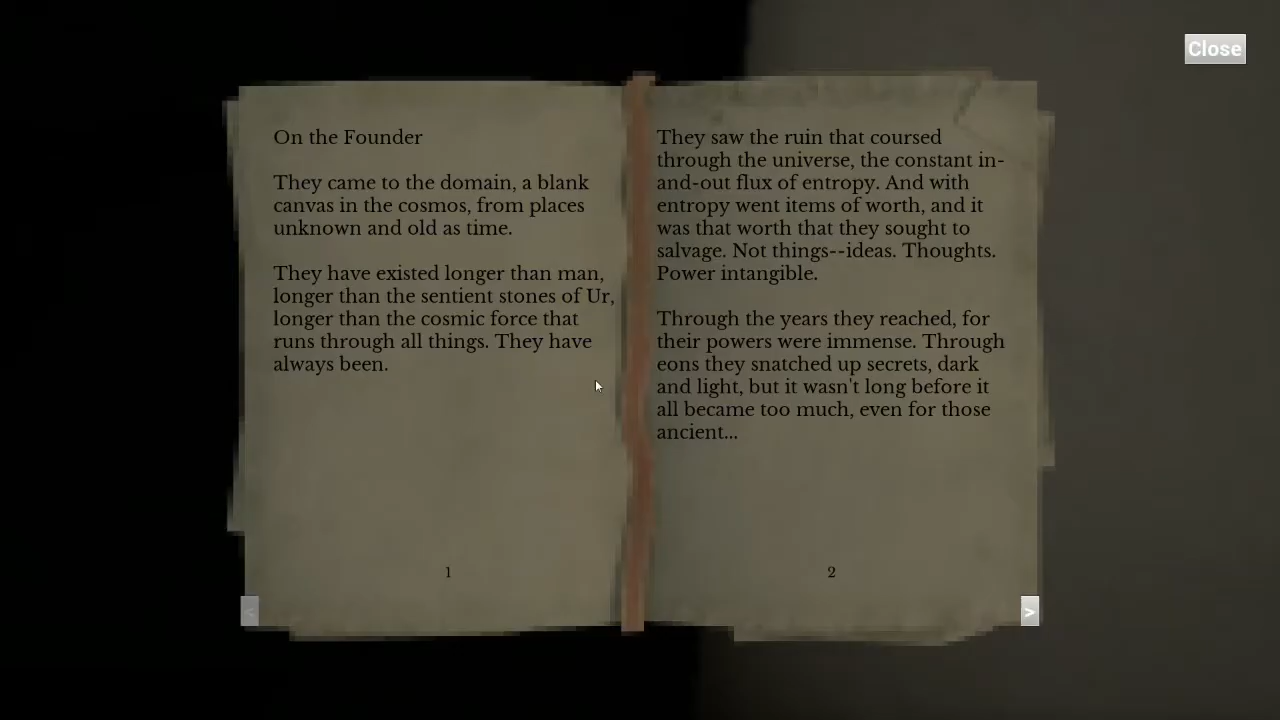 Close
On the Founder
They came to the domain, a blank
canvas in the cosmos, from places
unknown and old as time.
They have existed longer than man,
longer than the sentient stones of Ur,
longer than the cosmic force that
runs through all things. They have
always been.
1
They saw the ruin that coursed
through the universe, the constant in-
and-out flux of entropy. And with
entropy went items of worth, and it
was that worth that they sought to
salvage. Not things--ideas. Thoughts.
Power intangible.
Through the years they reached, for
their powers were immense. Through
eons they snatched up secrets, dark
and light, but it wasn't long before it
all became too much, even for those
ancient...
2
<
>